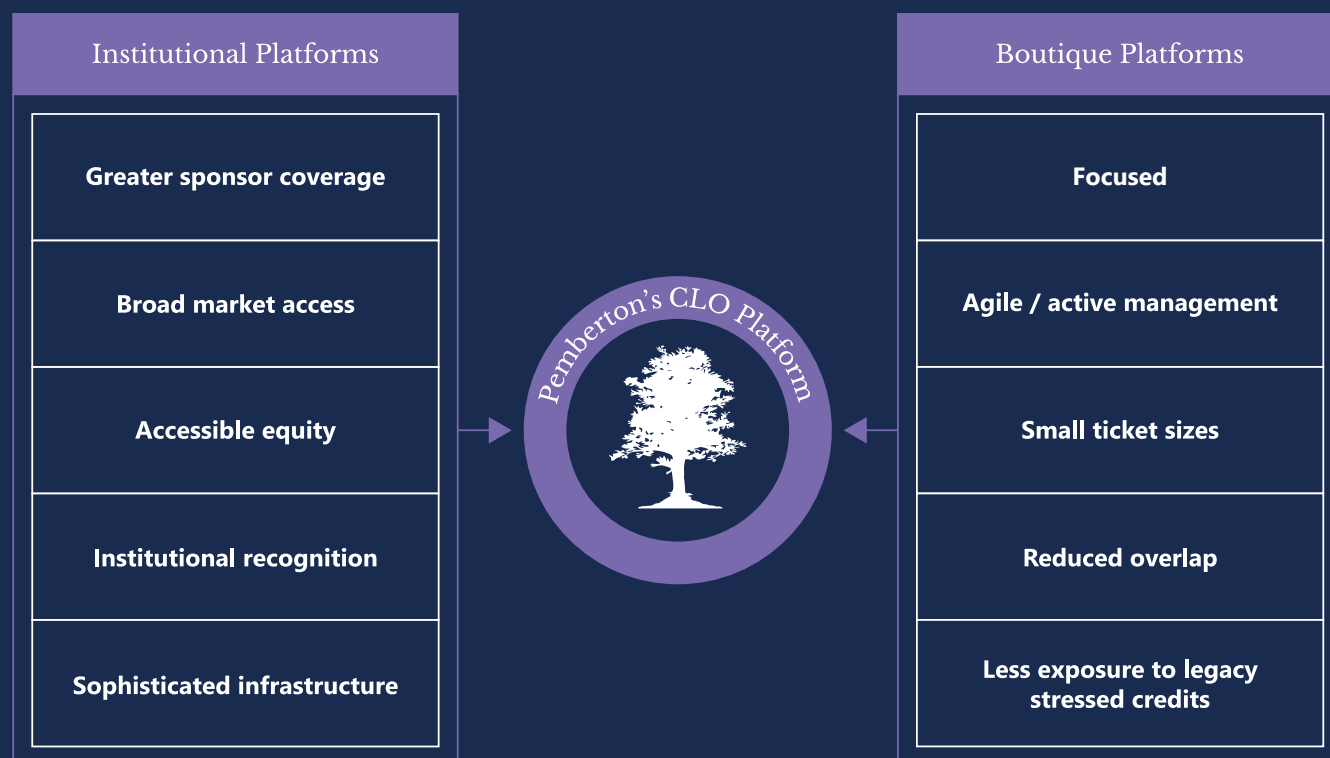 Institutional Platforms
Greater sponsor coverage
Broad market access
Accessible equity
Institutional recognition
Sophisticated infrastructure
Pemberton’s CLO Platform
Boutique Platforms
Focused
Agile / active management
Small ticket sizes
Reduced overlap
Less exposure to legacy
stressed credits